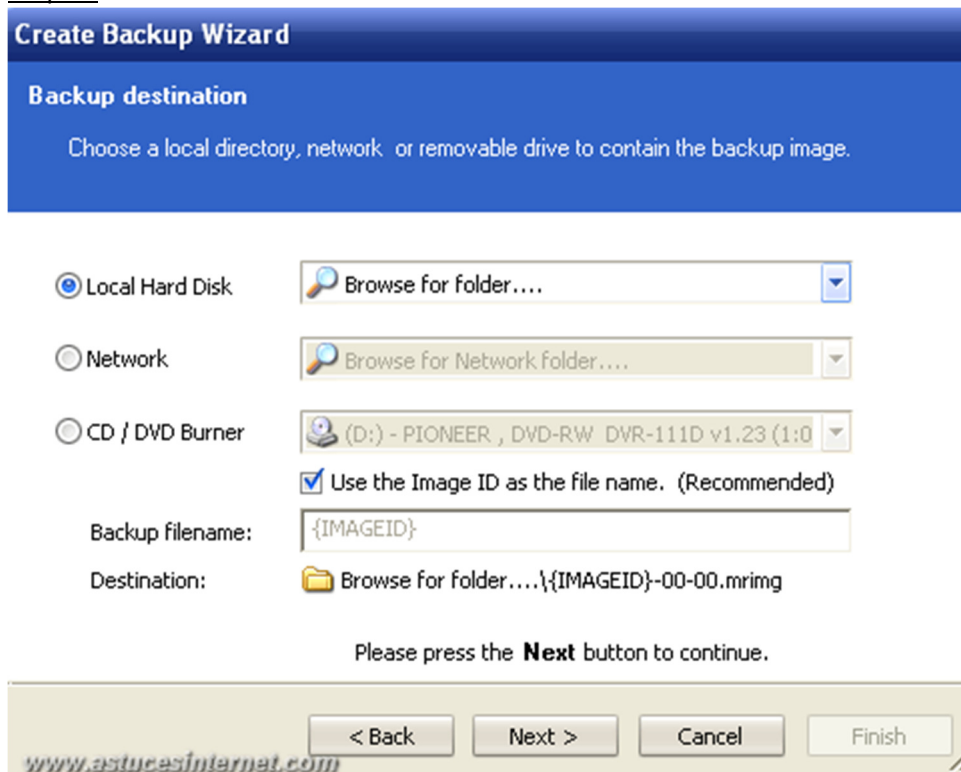 Create Backup Wizard
Backup destination
Choose a local directory, network or removable drive to contain the backup image.
Local Hard Disk
Browse for folder....
Network
Browse for Network folder....
CD / DVD Burner
(D:) - PIONEER , DVD-RW DVR-111D v1.23 (1:0
Use the Image ID as the file name. (Recommended)
Backup filename:
{IMAGEID}
Destination:
Browse for folder....\{IMAGEID}-00-00.mrimg
Please press the Next button to continue.
< Back
Next >
Cancel
Finish
www.astucesinternet.com